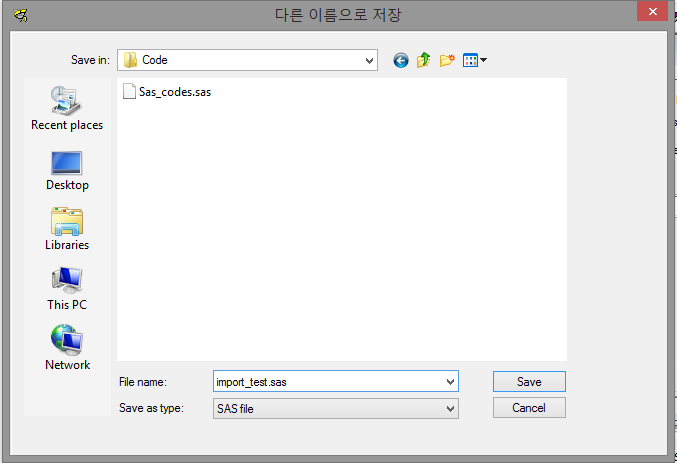 다른 이름으로 저장
Save in: Code
Sas_codes.sas
Recent places
Desktop
Libraries
This PC
Network
File name: import_test.sas Save
Save as type: SAS file Cancel